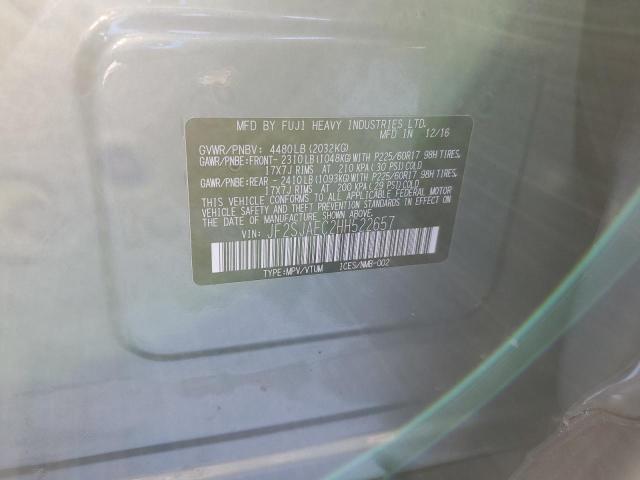 MFD BY FUJI HEAVY INDUSTRIES LTD.
MFD IN 12/16
GVWR/PNBV: 4480LB (2032KG)
GAWR/PNBE:FRONT- 2310LB (1048KG) WITH P225/60R17 98H TIRES,
17X7J RIMS AT 210 KPA (30 PSI) COLD
GAWR/PNBE:REAR - 2410LB (1093KG) WITH P225/60R17 98H TIRES,
17X7J RIMS AT 200 KPA (29 PSI) COLD
THIS VEHICLE CONFORMS TO ALL APPLICABLE FEDERAL MOTOR
VEHICLE SAFETY AND THEFT PREVENTION STANDARDS
IN EFFECT ON THE DATE OF MANUFACTURE SHOWN
ABOVE.
VIN: JF2SJAEC2HH522657
TYPE:MPV/VTUM ICES/NMB-002